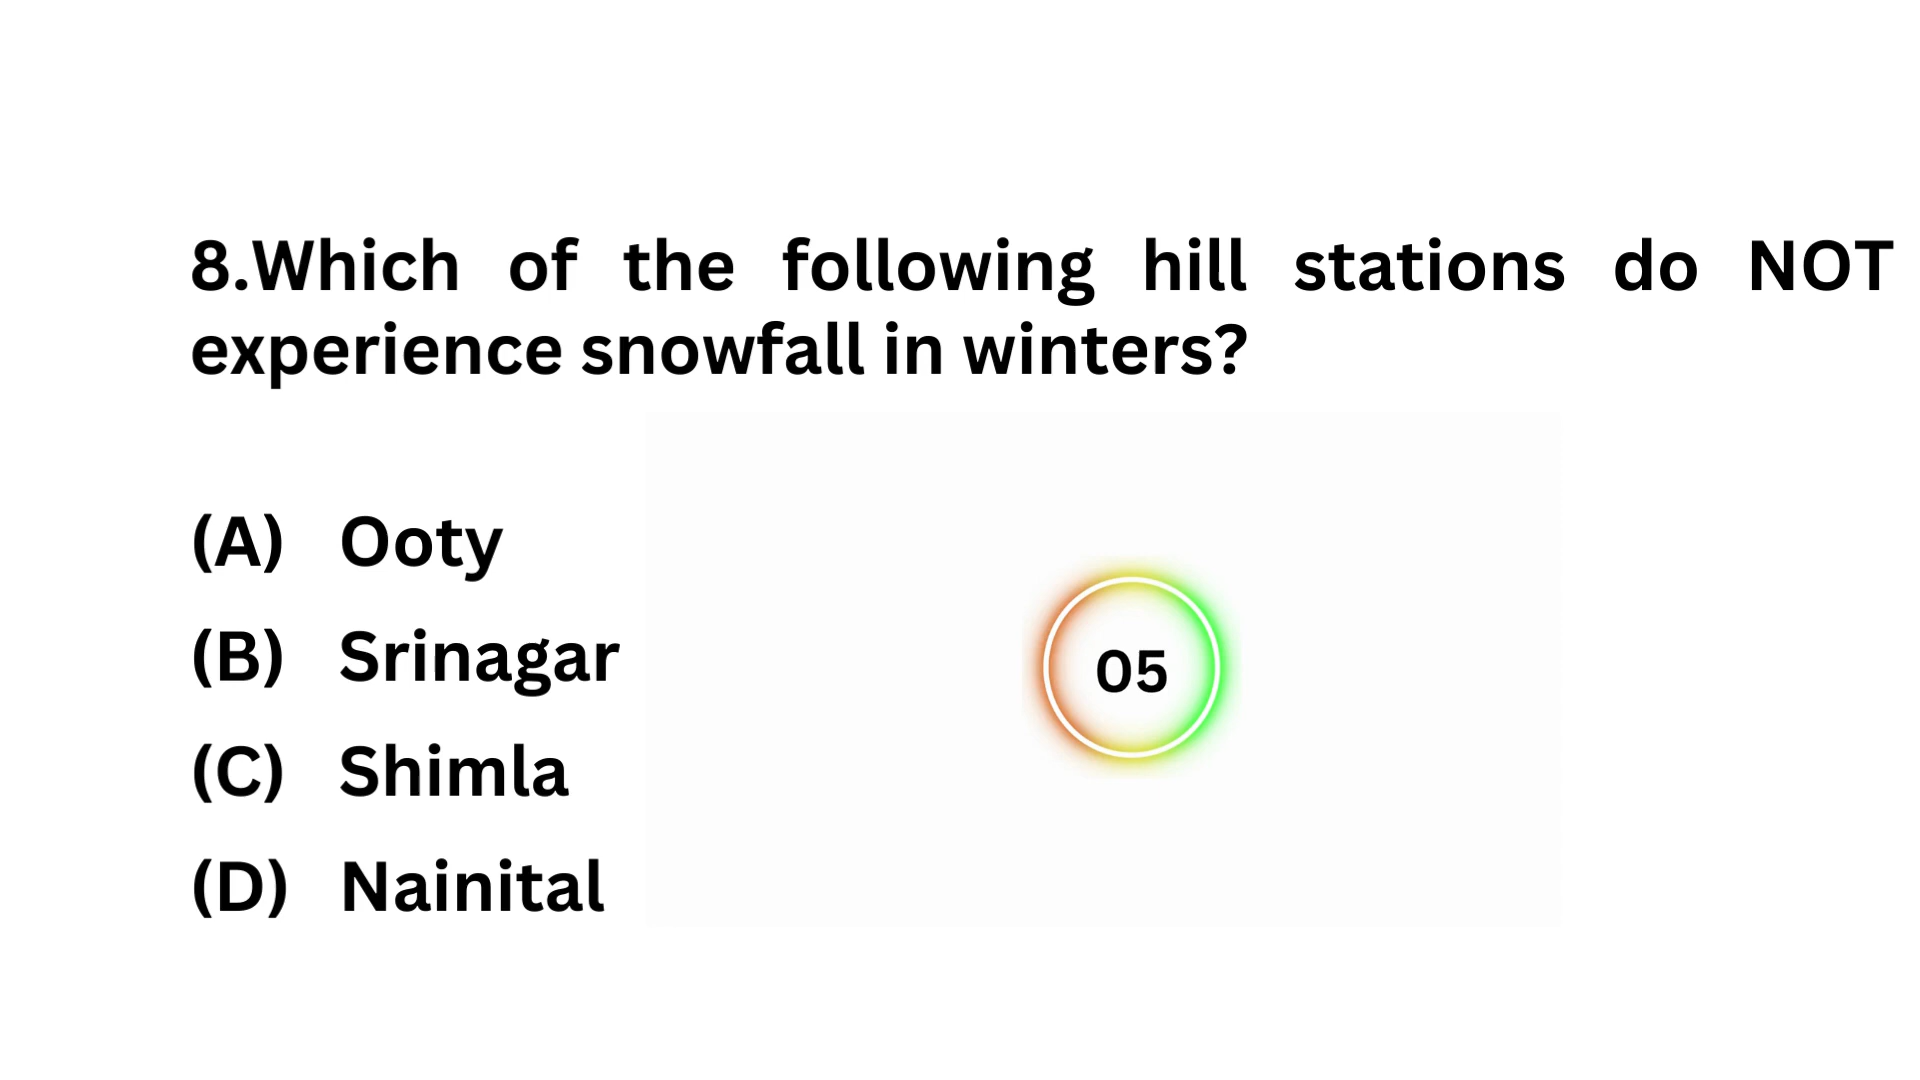 8.Which of the following hill stations do NOT
experience snowfall in winters?
(A) Ooty
(B) Srinagar
(C) Shimla
(D) Nainital
05